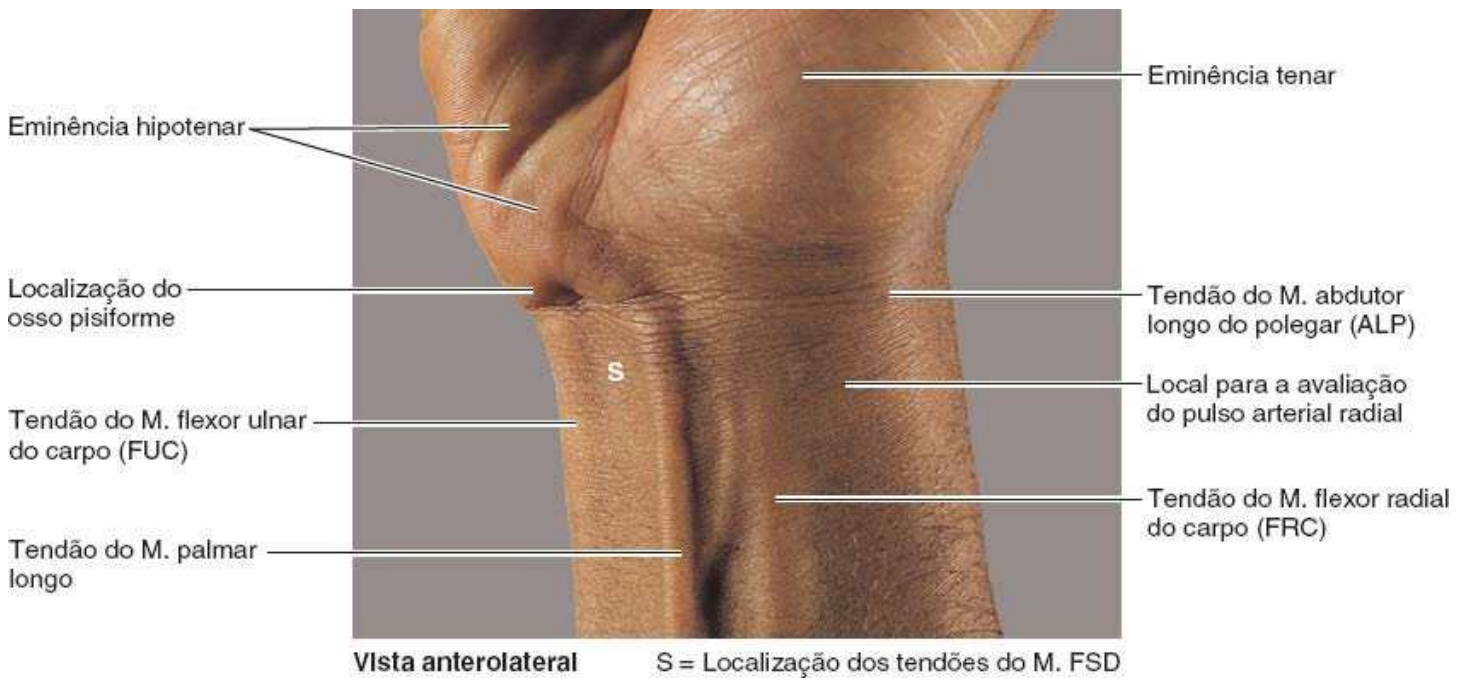 Eminência tenar
Eminência hipotenar
Localização do
osso pisiforme
Tendão do M. abdutor
longo do polegar (ALP)
S
Local para a avaliação
do pulso arterial radial
Tendão do M. flexor ulnar
do carpo (FUC)
Tendão do M. flexor radial
do carpo (FRC)
Tendão do M. palmar
longo
Vista anterolateral
S = Localização dos tendões do M. FSD